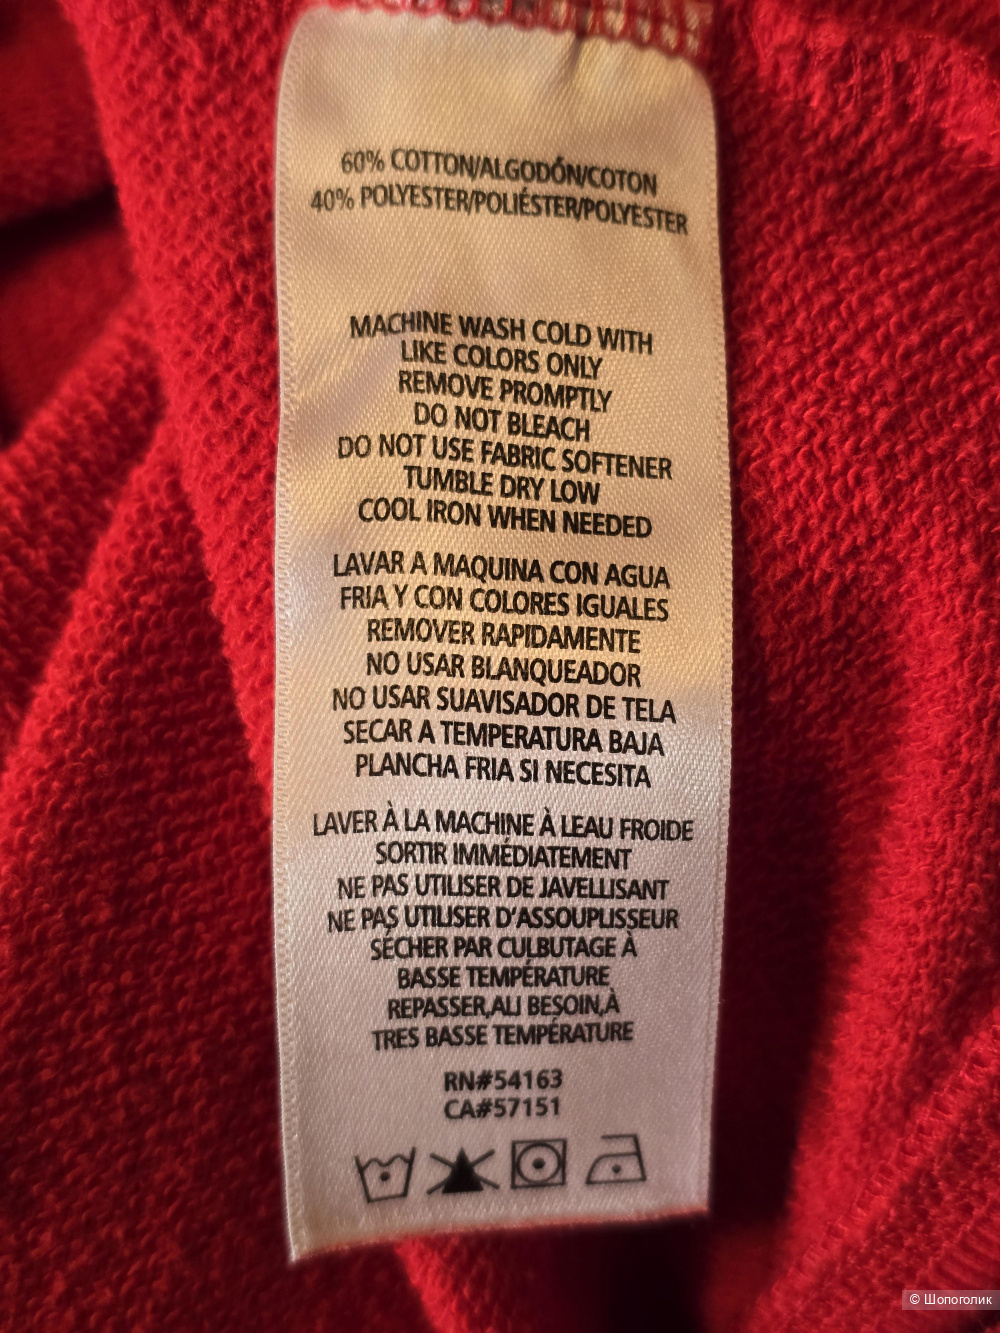 60% COTTON/ALGODÓN/COTON
40% POLYESTER/POLIÉSTER/POLYESTER
MACHINE WASH COLD WITH
LIKE COLORS ONLY
REMOVE PROMPTLY
DO NOT BLEACH
DO NOT USE FABRIC SOFTENER
TUMBLE DRY LOW
COOL IRON WHEN NEEDED
LAVAR A MAQUINA CON AGUA
FRIA Y CON COLORES IGUALES
REMOVER RAPIDAMENTE
NO USAR BLANQUEADOR
NO USAR SUAVISADOR DE TELA
SECAR A TEMPERATURA BAJA
PLANCHA FRIA SI NECESITA
LAVER À LA MACHINE À LEAU FROIDE
SORTIR IMMÉDIATEMENT
NE PAS UTILISER DE JAVELLISANT
NE PAS UTILISER D'ASSOUPLISSEUR
SÉCHER PAR CULBUTAGE À
BASSE TEMPÉRATURE
REPASSER,ALI BESOIN,À
TRES BASSE TEMPÉRATURE
RN#54163
CA#57151
© Шопоголик